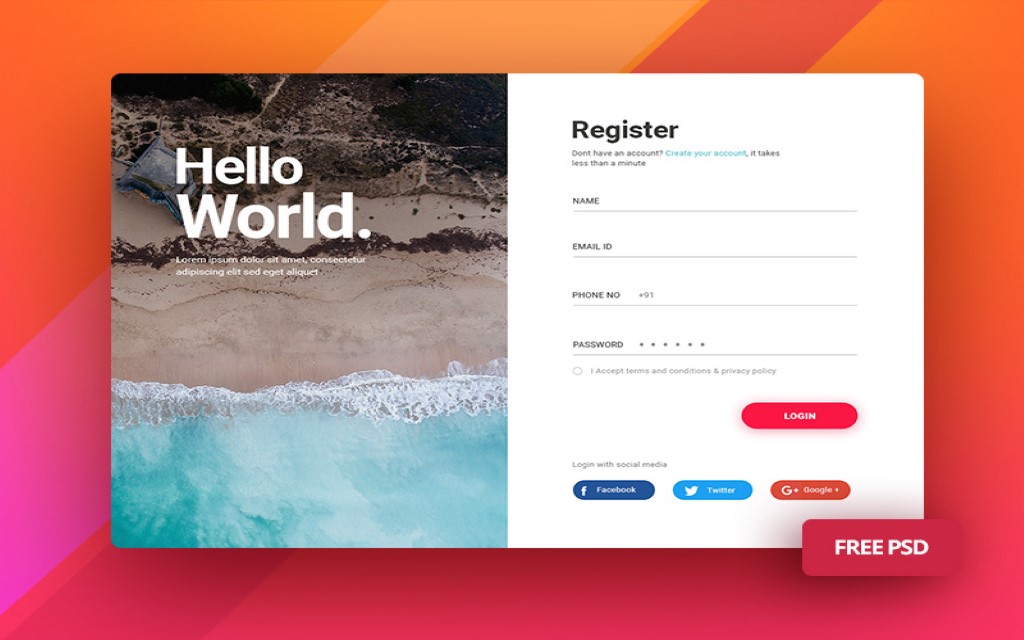 Hello
World.
Lorem ipsum dolor sit amet, consectetur
adipiscing elit sed eget aliquet
Register
Dont have an account? Create your account, it takes
less than a minute
NAME
EMAIL ID
PHONE NO +91
PASSWORD • • • • • •
I Accept terms and conditions & privacy policy
LOGIN
Login with social media
f Facebook
Twitter
G+ Google +
FREE PSD